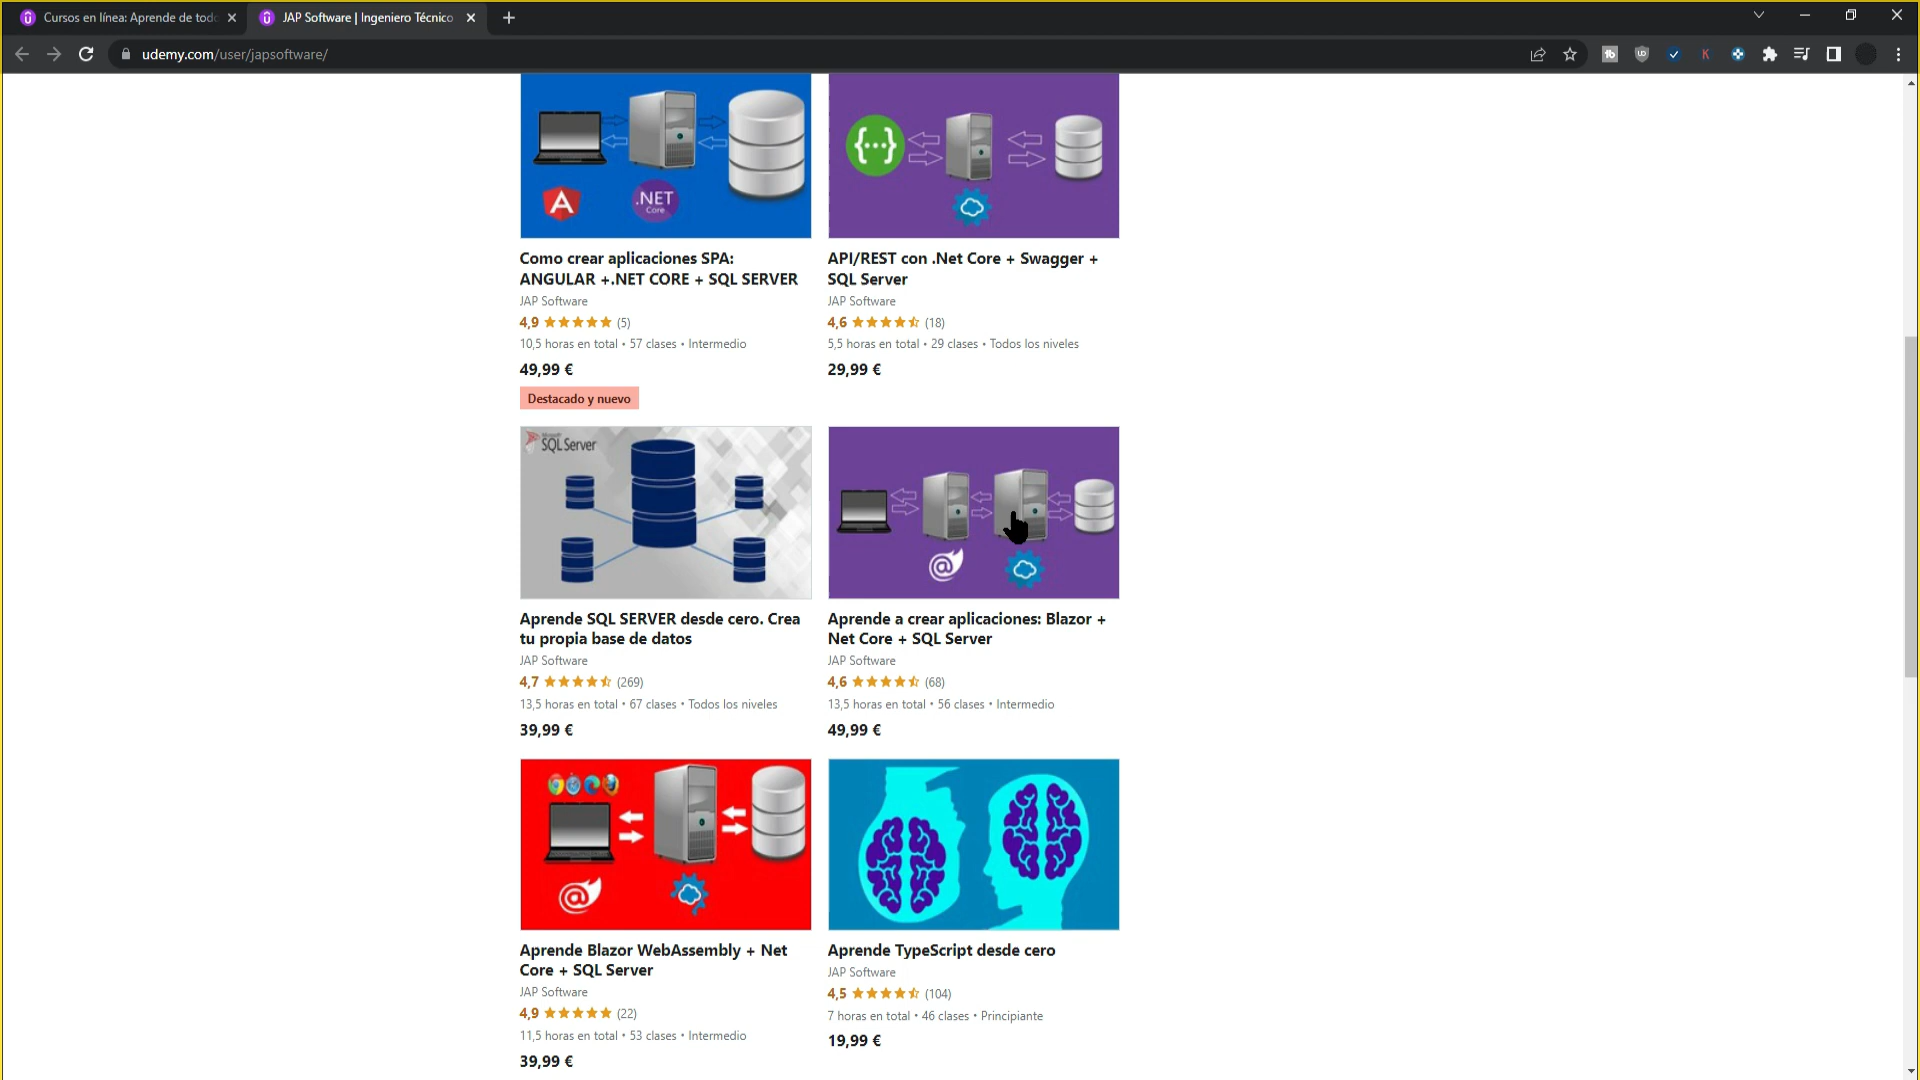 Cursos en línea: Aprende de tod
JAP Software | Ingeniero Técnico
udemy.com/user/japsoftware/
.NET
Core
Como crear aplicaciones SPA:
ANGULAR +.NET CORE + SQL SERVER
JAP Software
4,9 (5)
10,5 horas en total • 57 clases • Intermedio
49,99 €
Destacado y nuevo
API/REST con .Net Core + Swagger +
SQL Server
JAP Software
4,6 (18)
5,5 horas en total • 29 clases • Todos los niveles
29,99 €
SQL Server
Aprende SQL SERVER desde cero. Crea
tu propia base de datos
JAP Software
4,7 (269)
13,5 horas en total • 67 clases • Todos los niveles
39,99 €
Aprende a crear aplicaciones: Blazor +
Net Core + SQL Server
JAP Software
4,6 (68)
13,5 horas en total • 56 clases • Intermedio
49,99 €
Aprende Blazor WebAssembly + Net
Core + SQL Server
JAP Software
4,9 (22)
11,5 horas en total • 53 clases • Intermedio
39,99 €
Aprende TypeScript desde cero
JAP Software
4,5 (104)
7 horas en total • 46 clases • Principiante
19,99 €